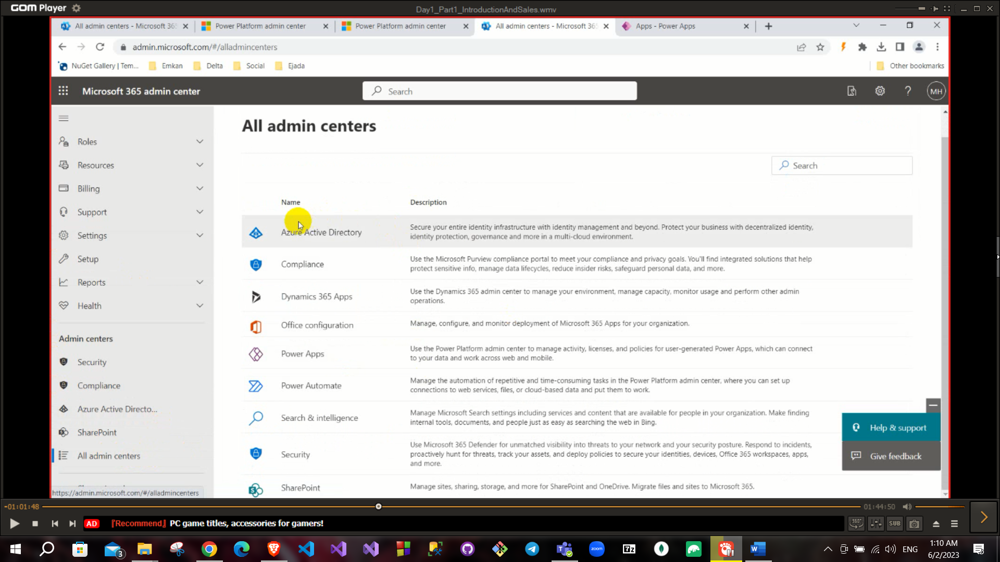 GOM Player
Day1_Part1_IntroductionAndSales.wmv
All admin centers - Microsoft 365
Power Platform admin center
Power Platform admin center
All admin centers - Microsoft 365
Apps - Power Apps
admin.microsoft.com/#/alladmincenters
NuGet Gallery | Tem...
Emkan
Delta
Social
Ejada
Other bookmarks
Microsoft 365 admin center
Search
?
MH
Roles
Resources
Billing
Support
Settings
Setup
Reports
Health
Admin centers
Security
Compliance
Azure Active Directo...
SharePoint
All admin centers
https://admin.microsoft.com/#/alladmincenters
All admin centers
Search
Name
Description
Azure Active Directory
Secure your entire identity infrastructure with identity management and beyond. Protect your business with decentralized identity,
identity protection, governance and more in a multi-cloud environment.
Compliance
Use the Microsoft Purview compliance portal to meet your compliance and privacy goals. You'll find integrated solutions that help
protect sensitive info, manage data lifecycles, reduce insider risks, safeguard personal data, and more.
Dynamics 365 Apps
Use the Dynamics 365 admin center to manage your environment, manage capacity, monitor usage and perform other admin
operations.
Office configuration
Manage, configure, and monitor deployment of Microsoft 365 Apps for your organization.
Power Apps
Use the Power Platform admin center to manage activity, licenses, and policies for user-generated Power Apps, which can connect
to your data and work across web and mobile.
Power Automate
Manage the automation of repetitive and time-consuming tasks in the Power Platform admin center, where you can set up
connections to web services, files, or cloud-based data and put them to work.
Search & intelligence
Manage Microsoft Search settings including services and content that are available for people in your organization. Make finding
internal tools, documents, and people just as easy as searching the web in Bing.
Security
Use Microsoft 365 Defender for unmatched visibility into threats to your network and your security posture. Respond to incidents,
proactively hunt for threats, track your assets, and deploy policies to secure your identities, devices, Office 365 workspaces, apps,
and more.
SharePoint
Manage sites, sharing, storage, and more for SharePoint and OneDrive. Migrate files and sites to Microsoft 365.
Help & support
Give feedback
-01:01:48
01:44:50
AD
『Recommend』 PC game titles, accessories for gamers!
360°
SUB
3
zoom
7z
W
ENG
1:10 AM
6/2/2023